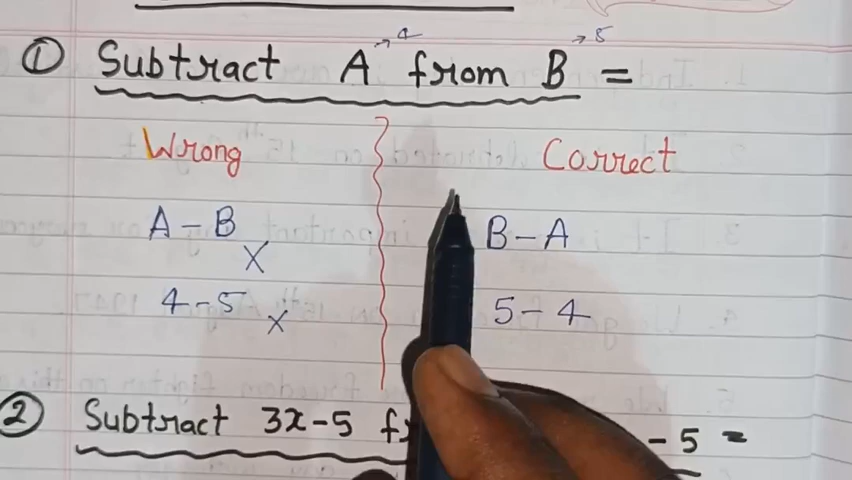 →4 →5
① Subtract A from B =
Wrong Correct
A - B × B - A
4 - 5 × 5 - 4
② Subtract 3x - 5 - 5 =